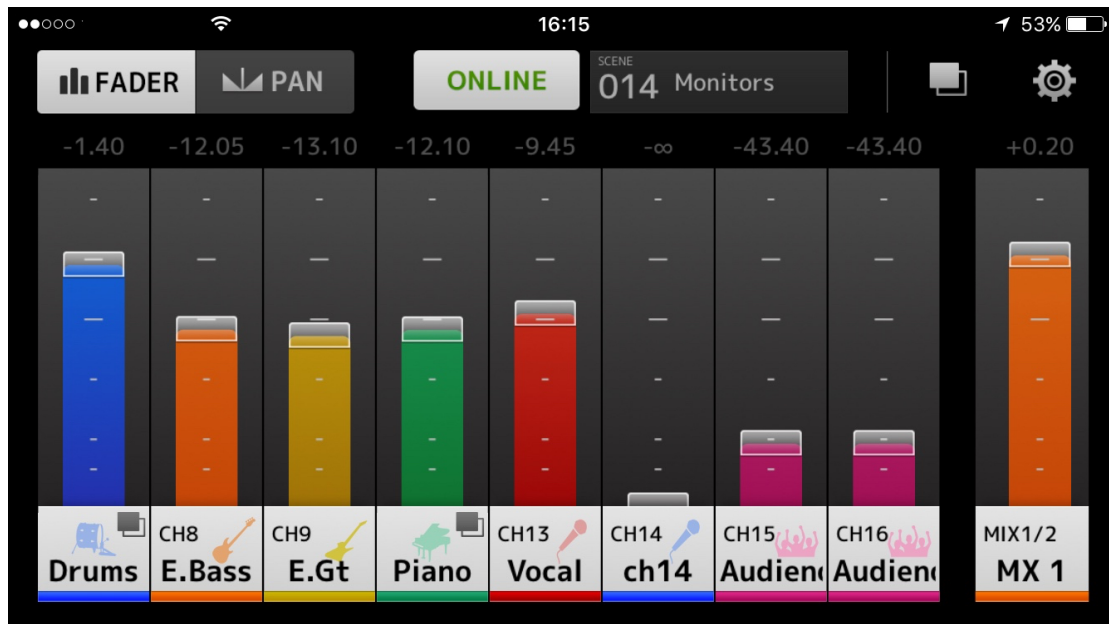 16:15
53%
FADER PAN ONLINE SCENE 014 Monitors
-1.40 -12.05 -13.10 -12.10 -9.45 -∞ -43.40 -43.40 +0.20
CH8 CH9 CH13 CH14 CH15 CH16 MIX1/2
Drums E.Bass E.Gt Piano Vocal ch14 Audien Audien MX 1